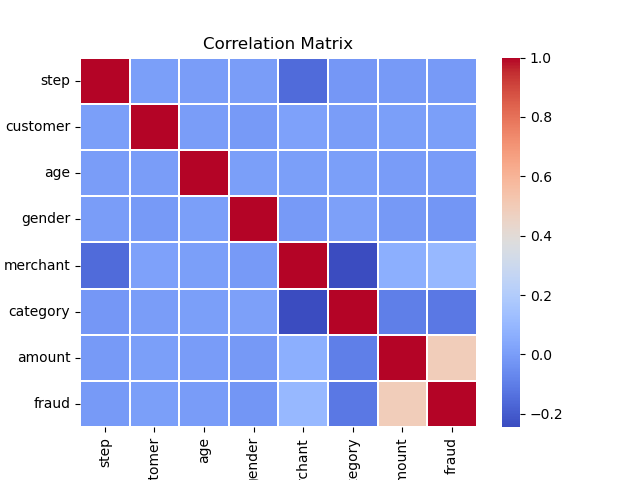 Correlation Matrix
step
customer
age
gender
merchant
category
amount
fraud
step
tomer
age
ender
rchant
egory
mount
fraud
1.0
0.8
0.6
0.4
0.2
0.0
−0.2